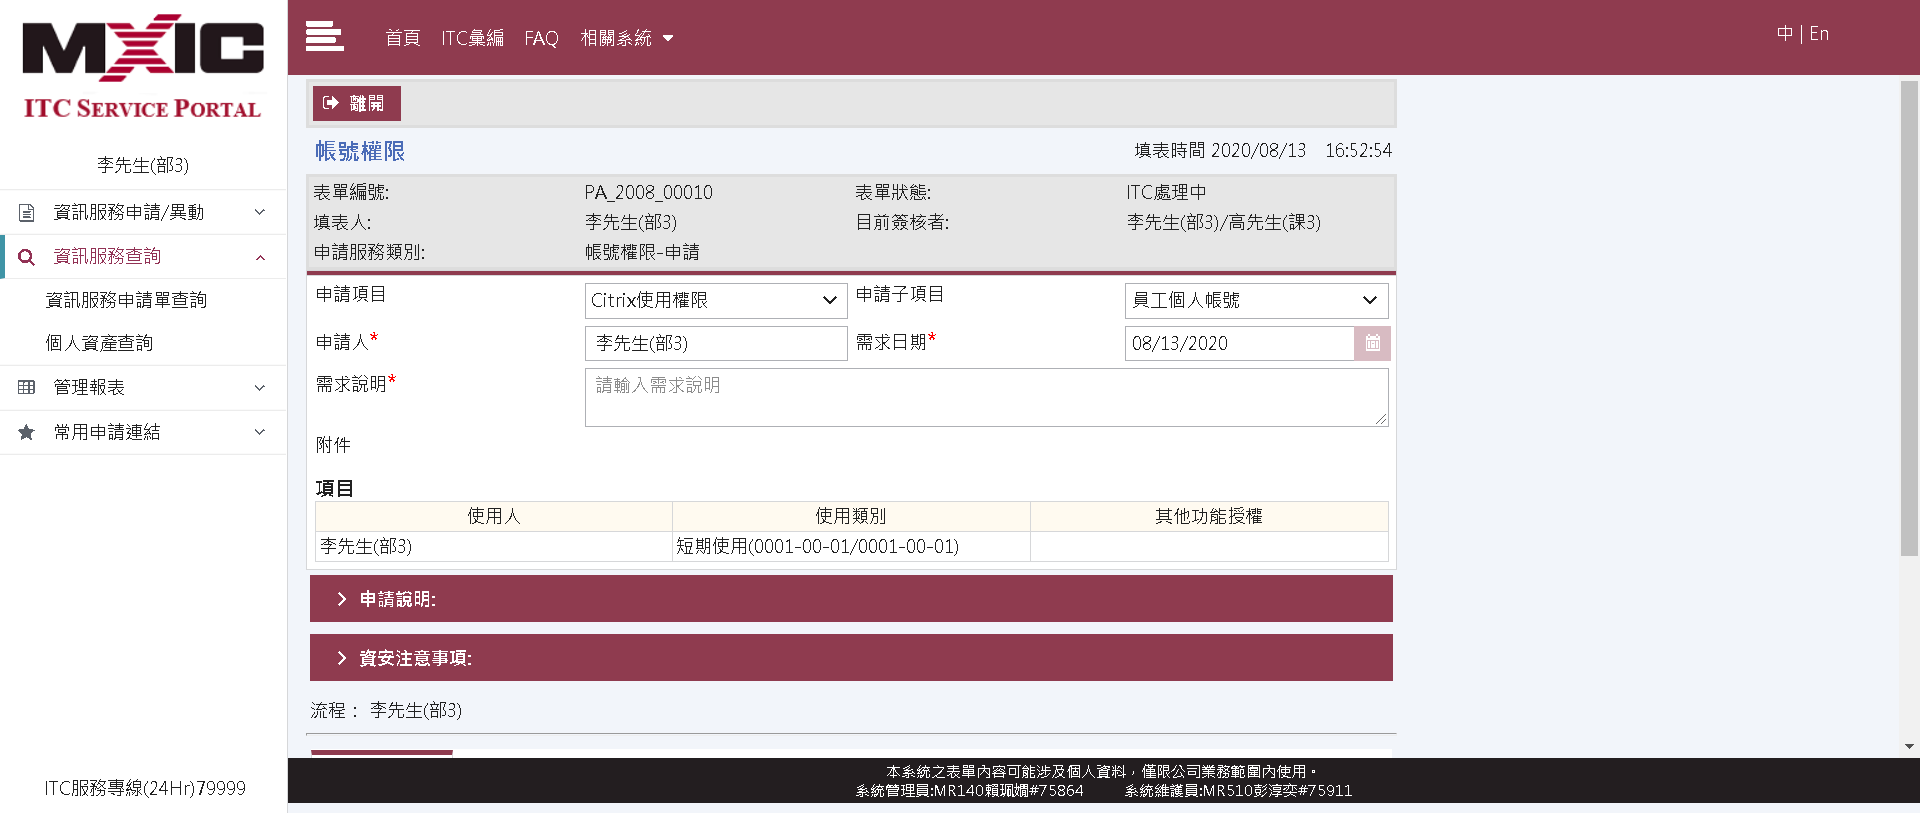 MXIC
ITC SERVICE PORTAL
李先生(部3)
資訊服務申請/異動
資訊服務查詢
資訊服務申請單查詢
個人資產查詢
管理報表
常用申請連結
ITC服務專線(24Hr)79999
首頁 ITC彙編 FAQ 相關系統
中 | En
離開
帳號權限 填表時間 2020/08/13 16:52:54
表單編號: PA_2008_00010 表單狀態: ITC處理中
填表人: 李先生(部3) 目前簽核者: 李先生(部3)/高先生(課3)
申請服務類別: 帳號權限-申請
申請項目 Citrix使用權限 申請子項目 員工個人帳號
申請人* 李先生(部3) 需求日期* 08/13/2020
需求說明* 請輸入需求說明
附件
項目
使用人 使用類別 其他功能授權
李先生(部3) 短期使用(0001-00-01/0001-00-01)
申請說明:
資安注意事項:
流程： 李先生(部3)
本系統之表單內容可能涉及個人資料，僅限公司業務範圍內使用。
系統管理員:MR140賴珮嫺#75864 系統維護員:MR510彭淳奕#75911